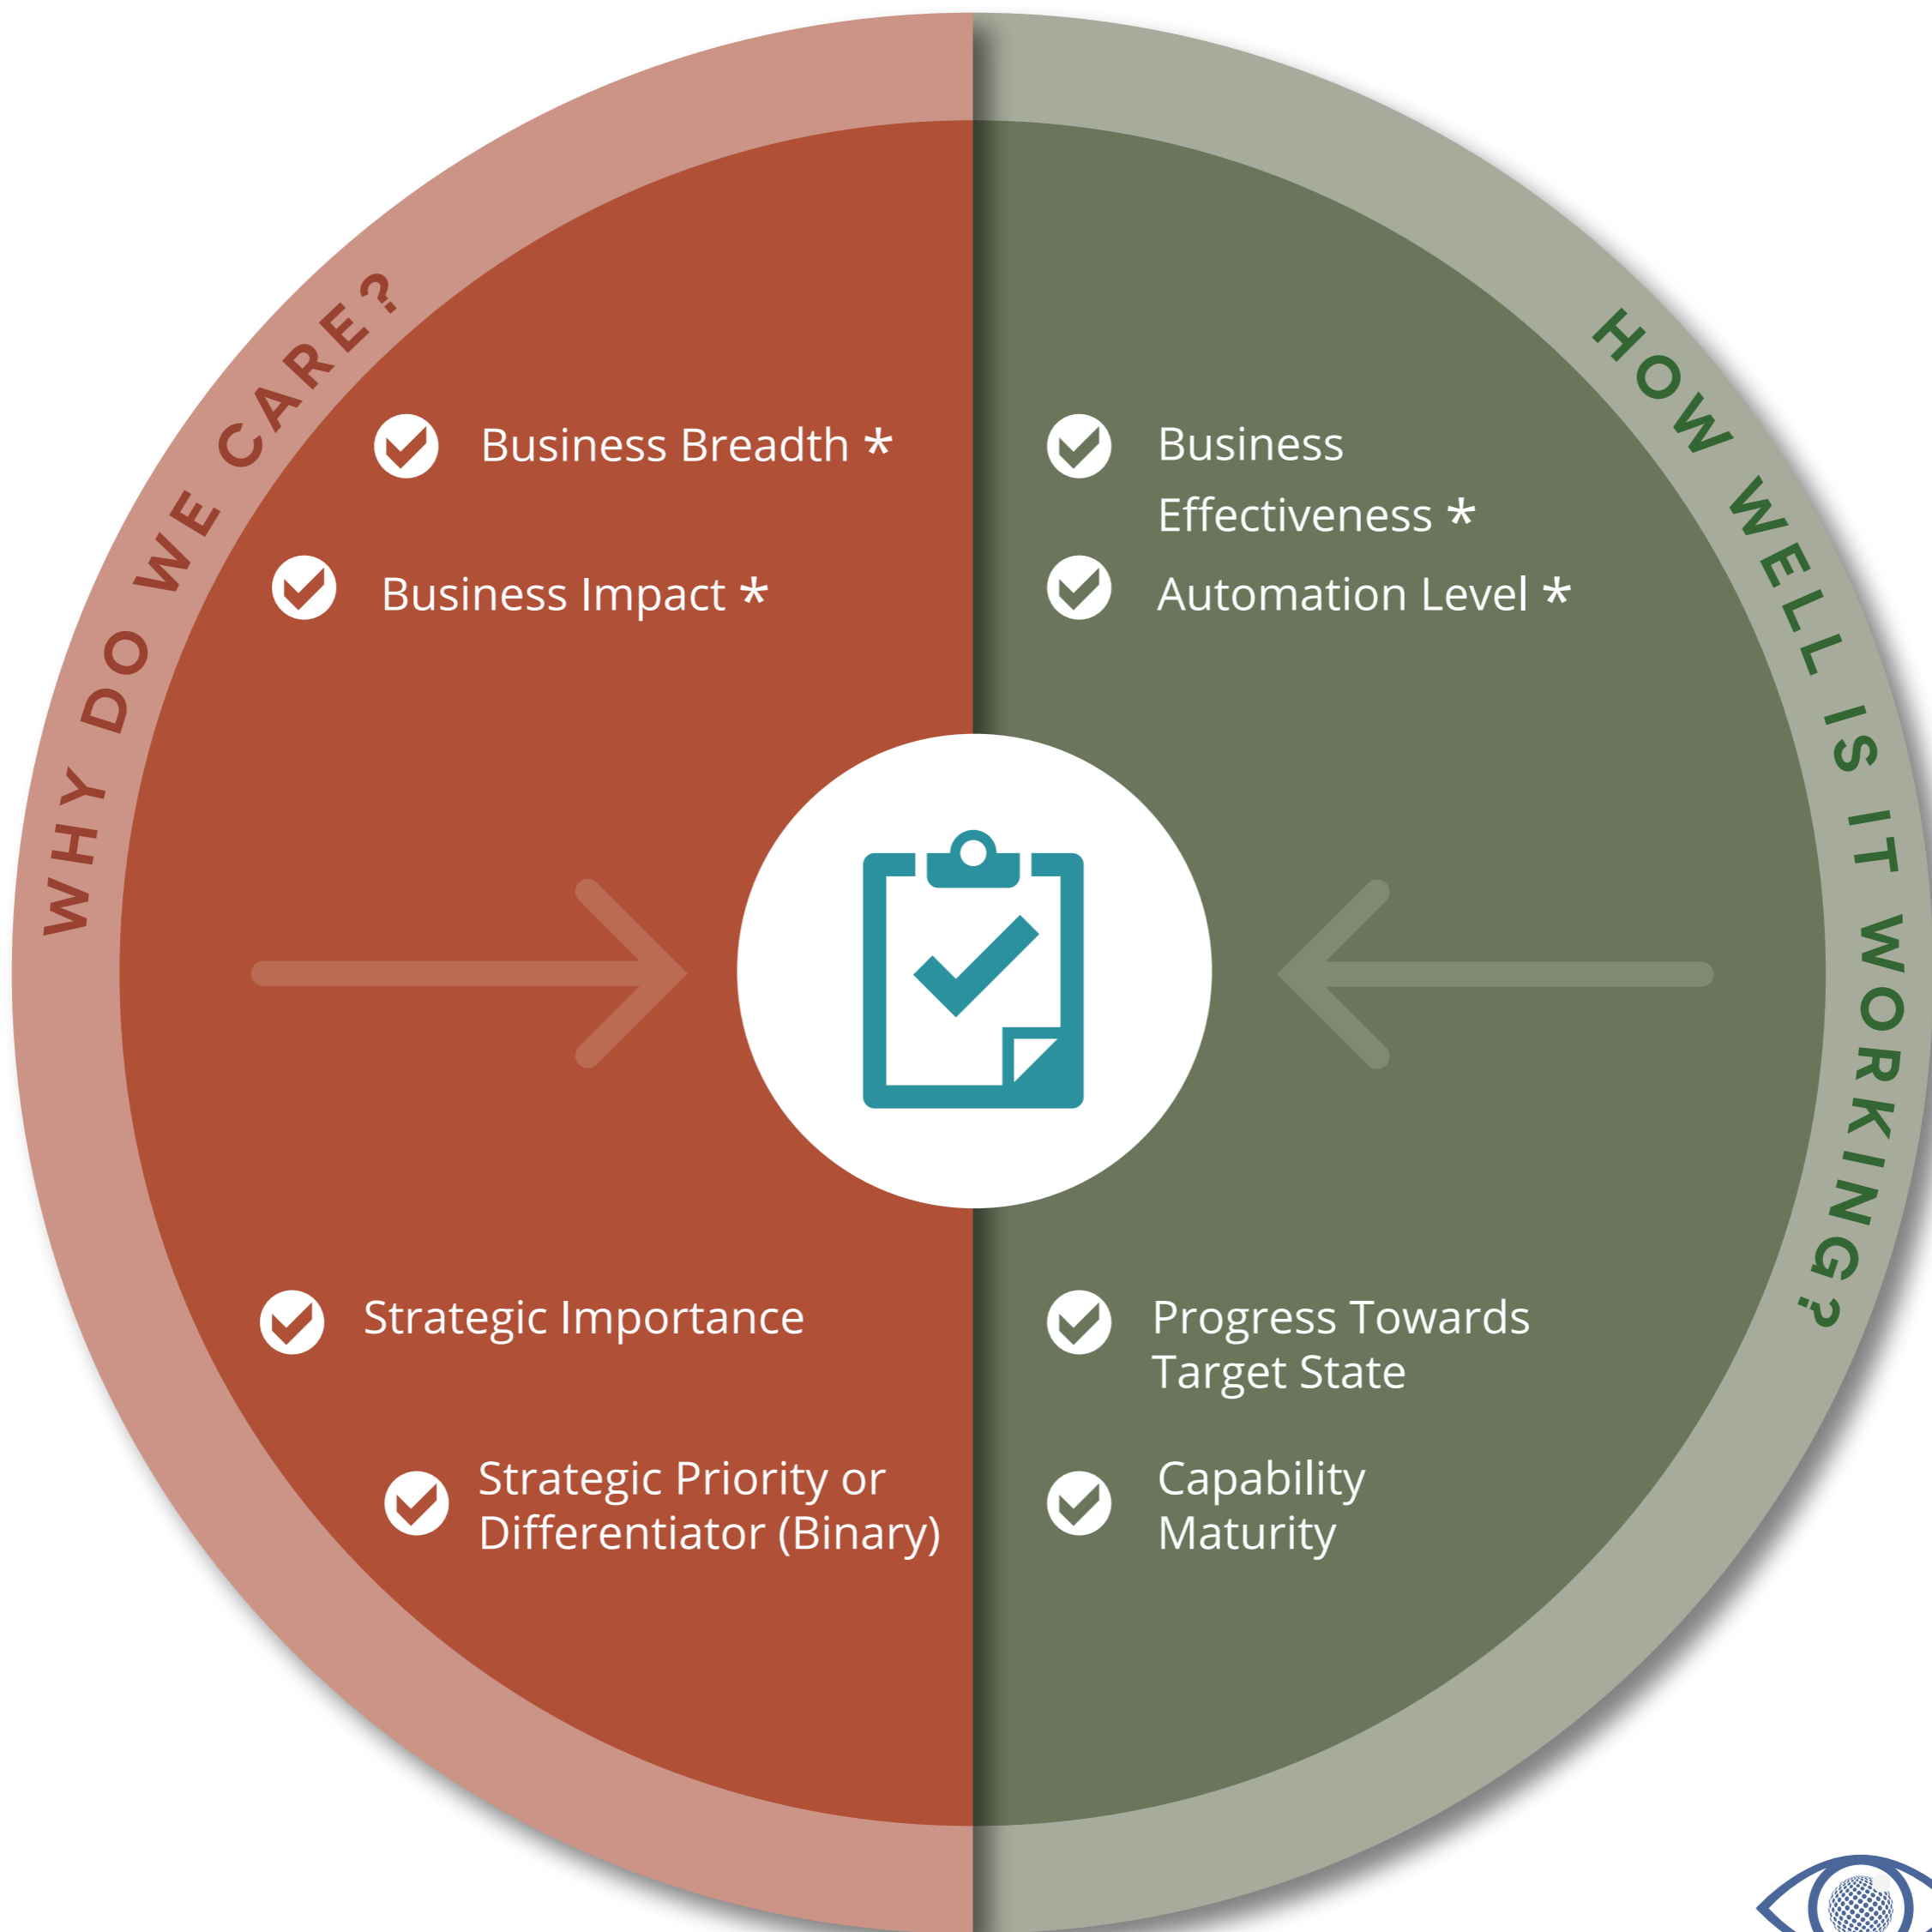 WHY DO WE CARE?
Business Breadth *
Business Impact *
Strategic Importance
Strategic Priority or
Differentiator (Binary)
HOW WELL IS IT WORKING?
Business
Effectiveness *
Automation Level *
Progress Towards
Target State
Capability
Maturity